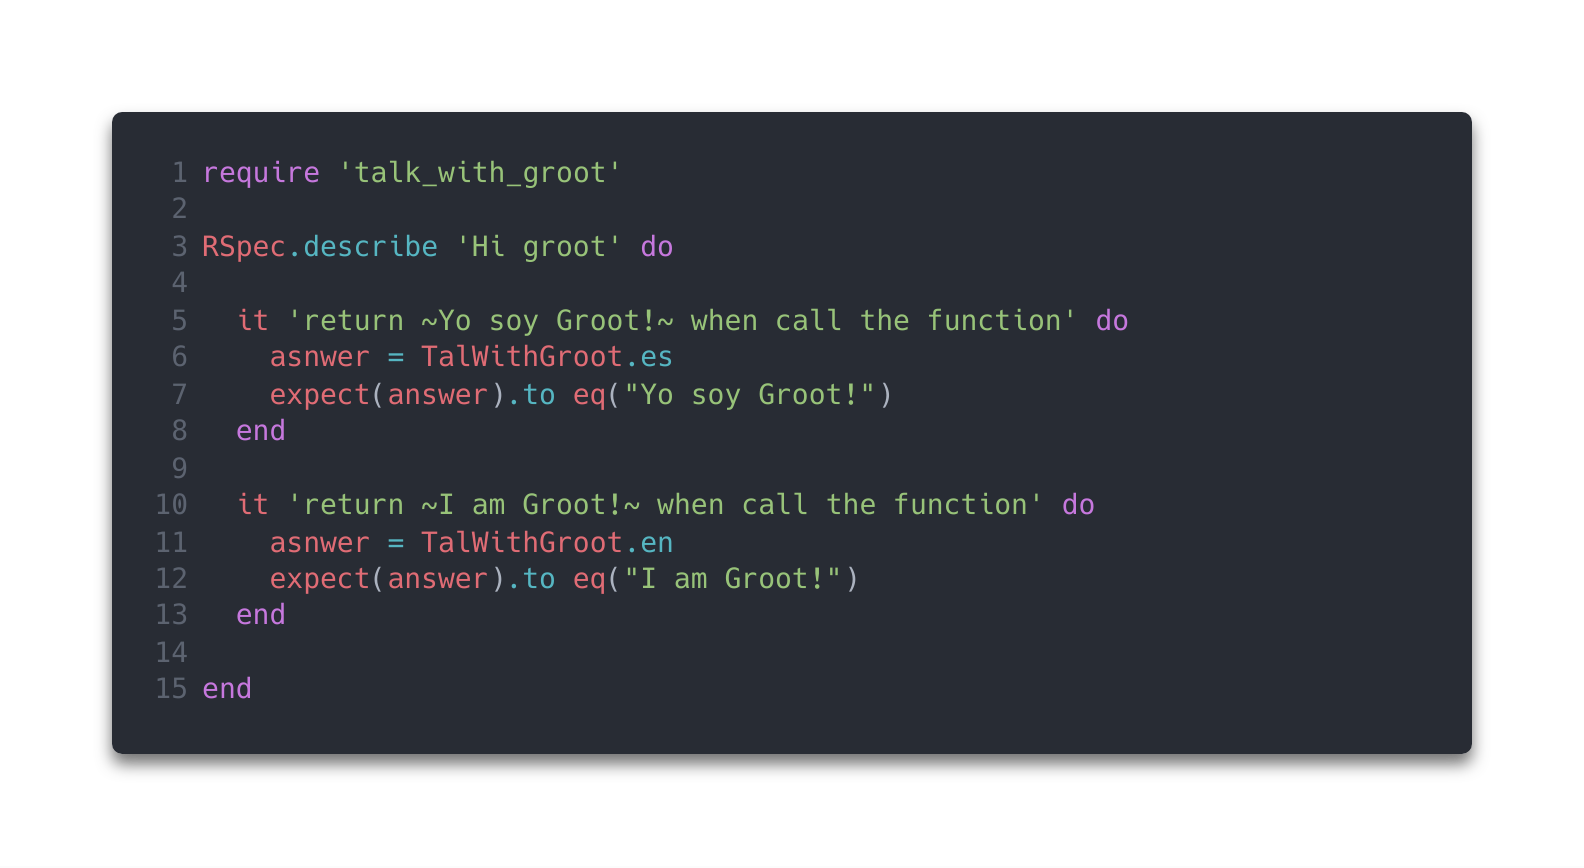 1 require 'talk_with_groot'
2
3 RSpec.describe 'Hi groot' do
4
5   it 'return ~Yo soy Groot!~ when call the function' do
6     asnwer = TalWithGroot.es
7     expect(answer).to eq("Yo soy Groot!")
8   end
9
10   it 'return ~I am Groot!~ when call the function' do
11     asnwer = TalWithGroot.en
12     expect(answer).to eq("I am Groot!")
13   end
14
15 end